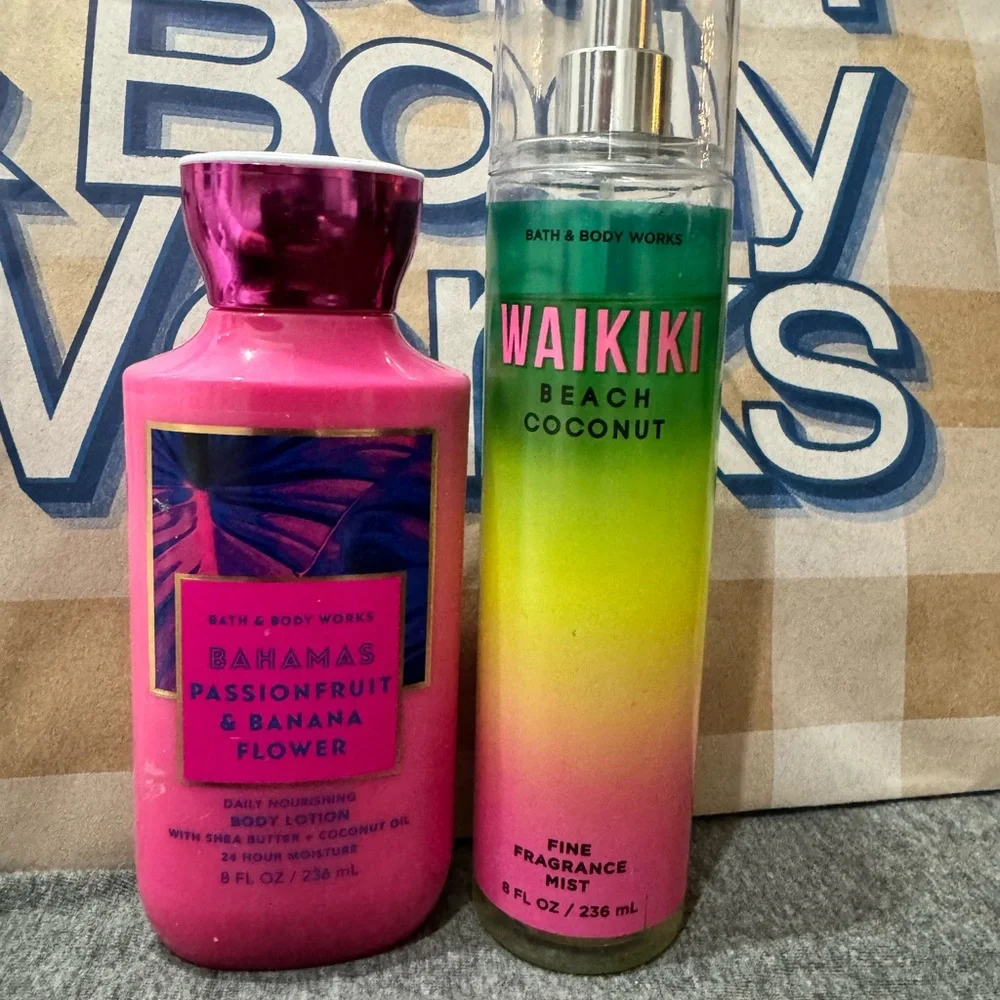 & Body
Works
BATH & BODY WORKS
BAHAMAS
PASSIONFRUIT
& BANANA
FLOWER
DAILY NOURISHING
BODY LOTION
WITH SHEA BUTTER + COCONUT OIL
24 HOUR MOISTURE
8 FL OZ / 236 mL
BATH & BODY WORKS
WAIKIKI
BEACH
COCONUT
FINE
FRAGRANCE
MIST
8 FL OZ / 236 mL